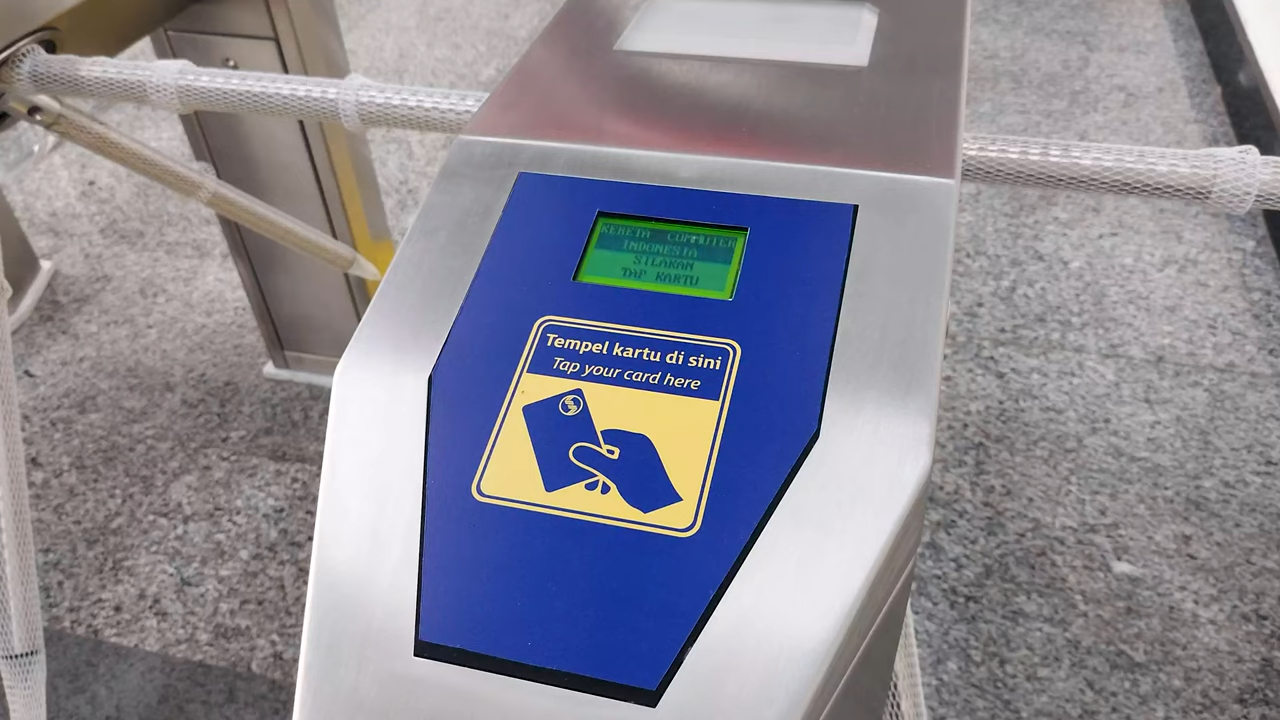 KERETA COMMUTER
INDONESIA
SILAKAN
TAP KARTU
Tempel kartu di sini
Tap your card here